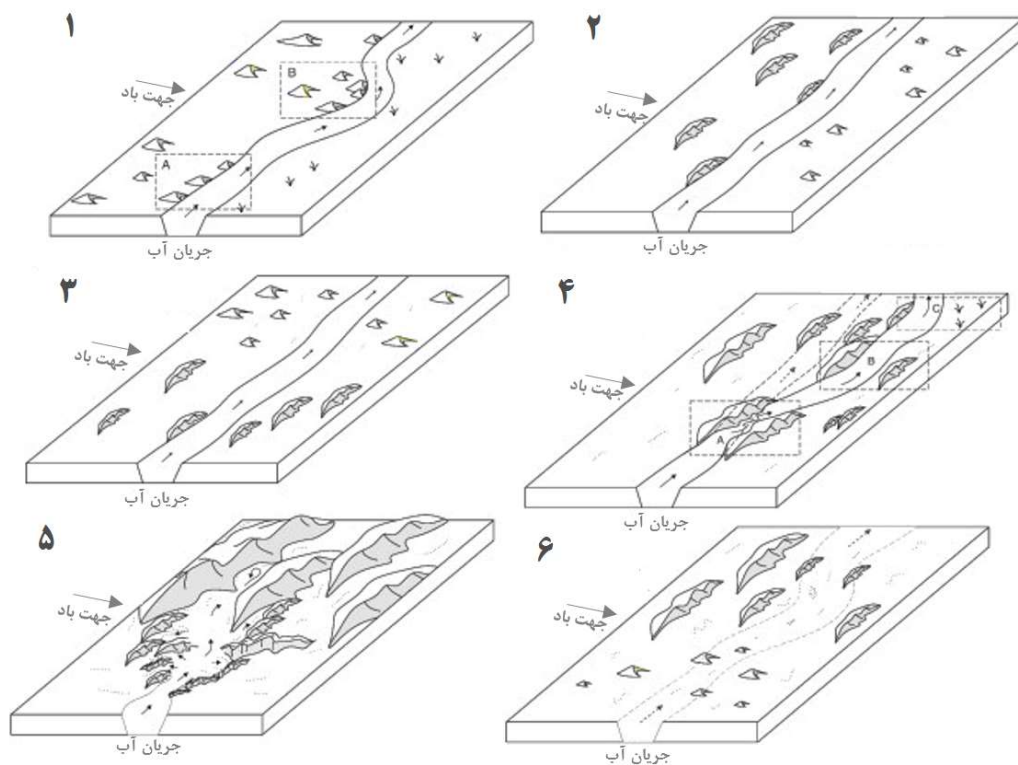 ۱
B
جهت باد
A
جریان آب
۲
جهت باد
جریان آب
۳
جهت باد
جریان آب
۴
C
جهت باد
B
A
جریان آب
۵
جهت باد
جریان آب
۶
جهت باد
جریان آب